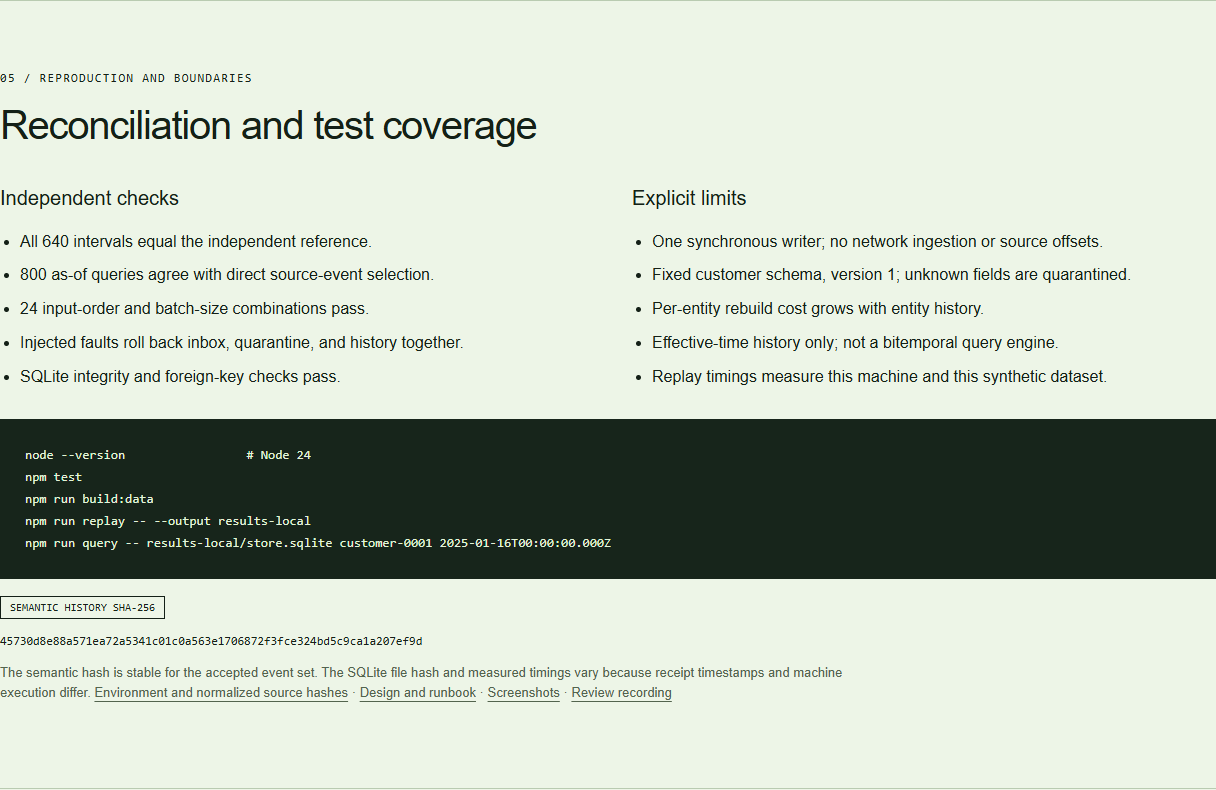 05 / REPRODUCTION AND BOUNDARIES
Reconciliation and test coverage
Independent checks
• All 640 intervals equal the independent reference.
• 800 as-of queries agree with direct source-event selection.
• 24 input-order and batch-size combinations pass.
• Injected faults roll back inbox, quarantine, and history together.
• SQLite integrity and foreign-key checks pass.
Explicit limits
• One synchronous writer; no network ingestion or source offsets.
• Fixed customer schema, version 1; unknown fields are quarantined.
• Per-entity rebuild cost grows with entity history.
• Effective-time history only; not a bitemporal query engine.
• Replay timings measure this machine and this synthetic dataset.
node --version                 # Node 24
npm test
npm run build:data
npm run replay -- --output results-local
npm run query -- results-local/store.sqlite customer-0001 2025-01-16T00:00:00.000Z
SEMANTIC HISTORY SHA-256
45730d8e88a571ea72a5341c01c0a563e1706872f3fce324bd5c9ca1a207ef9d
The semantic hash is stable for the accepted event set. The SQLite file hash and measured timings vary because receipt timestamps and machine
execution differ. Environment and normalized source hashes · Design and runbook · Screenshots · Review recording